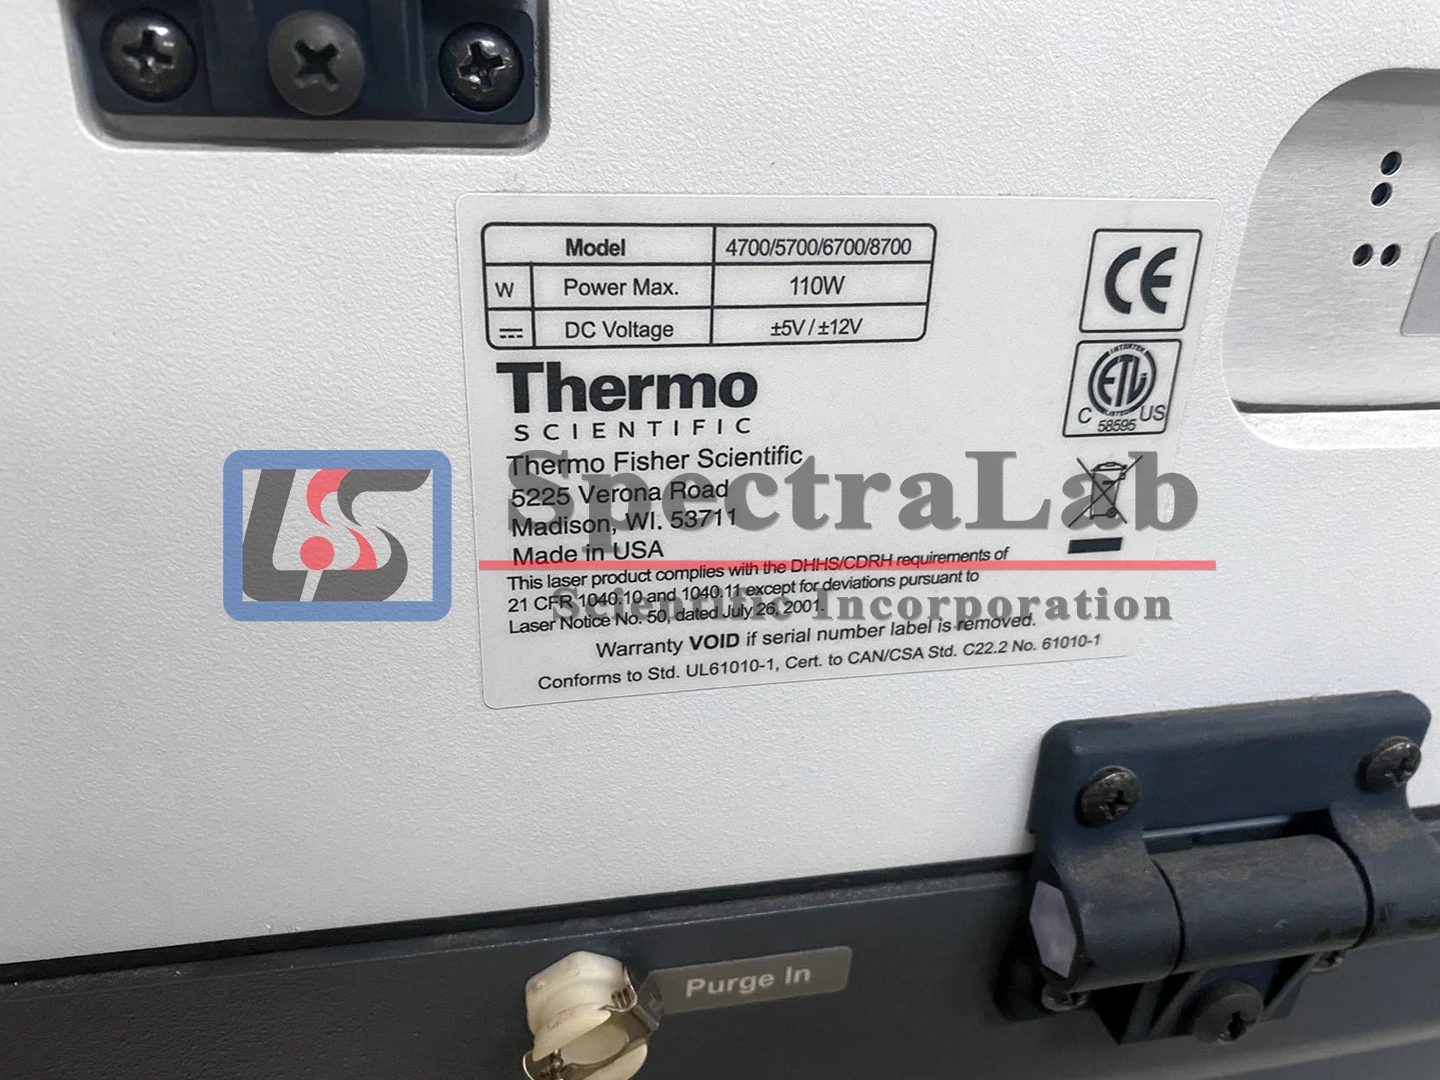 Model 4700/5700/6700/8700
W Power Max. 110W
DC Voltage ±5V / ±12V
CE
INTERTEK
ETL
LISTED
C US
58595
Thermo
SCIENTIFIC
Thermo Fisher Scientific
5225 Verona Road
Madison, WI. 53711
Made in USA
This laser product complies with the DHHS/CDRH requirements of
21 CFR 1040.10 and 1040.11 except for deviations pursuant to
Laser Notice No. 50, dated July 26, 2001.
Warranty VOID if serial number label is removed.
Conforms to Std. UL61010-1, Cert. to CAN/CSA Std. C22.2 No. 61010-1
LSS
SpectraLab
Scientific Incorporation
Purge In